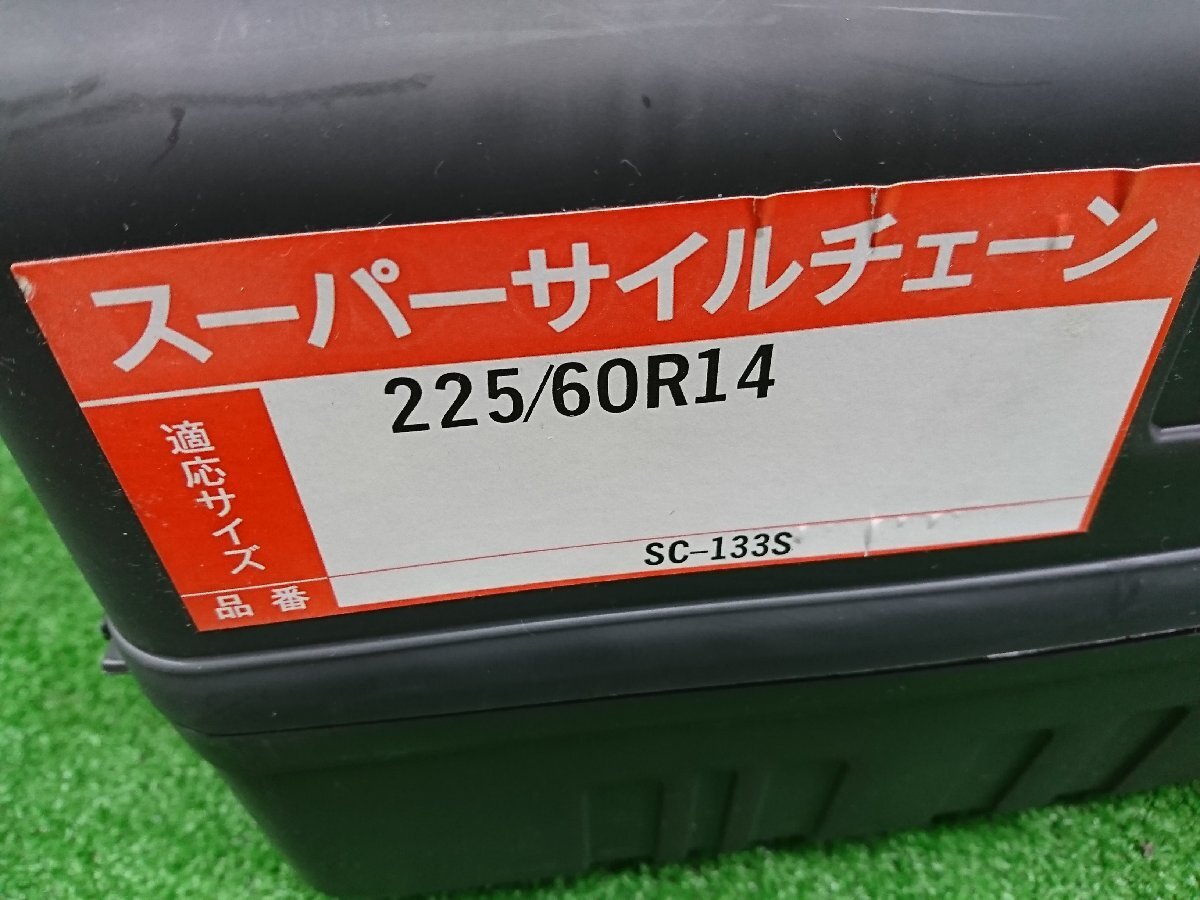 スーパーサイルチェーン
適応サイズ
225/60R14
品番
SC-133S